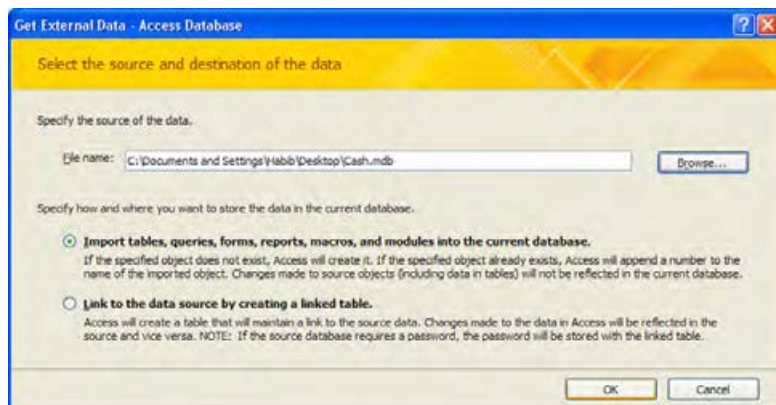 Get External Data - Access Database
Select the source and destination of the data
Specify the source of the data.
File name: C:\Documents and Settings\Habib\Desktop\Cash.mdb Browse...
Specify how and where you want to store the data in the current database.
Import tables, queries, forms, reports, macros, and modules into the current database.
If the specified object does not exist, Access will create it. If the specified object already exists, Access will append a number to the
name of the imported object. Changes made to source objects (including data in tables) will not be reflected in the current database.
Link to the data source by creating a linked table.
Access will create a table that will maintain a link to the source data. Changes made to the data in Access will be reflected in the
source and vice versa. NOTE: If the source database requires a password, the password will be stored with the linked table.
OK Cancel